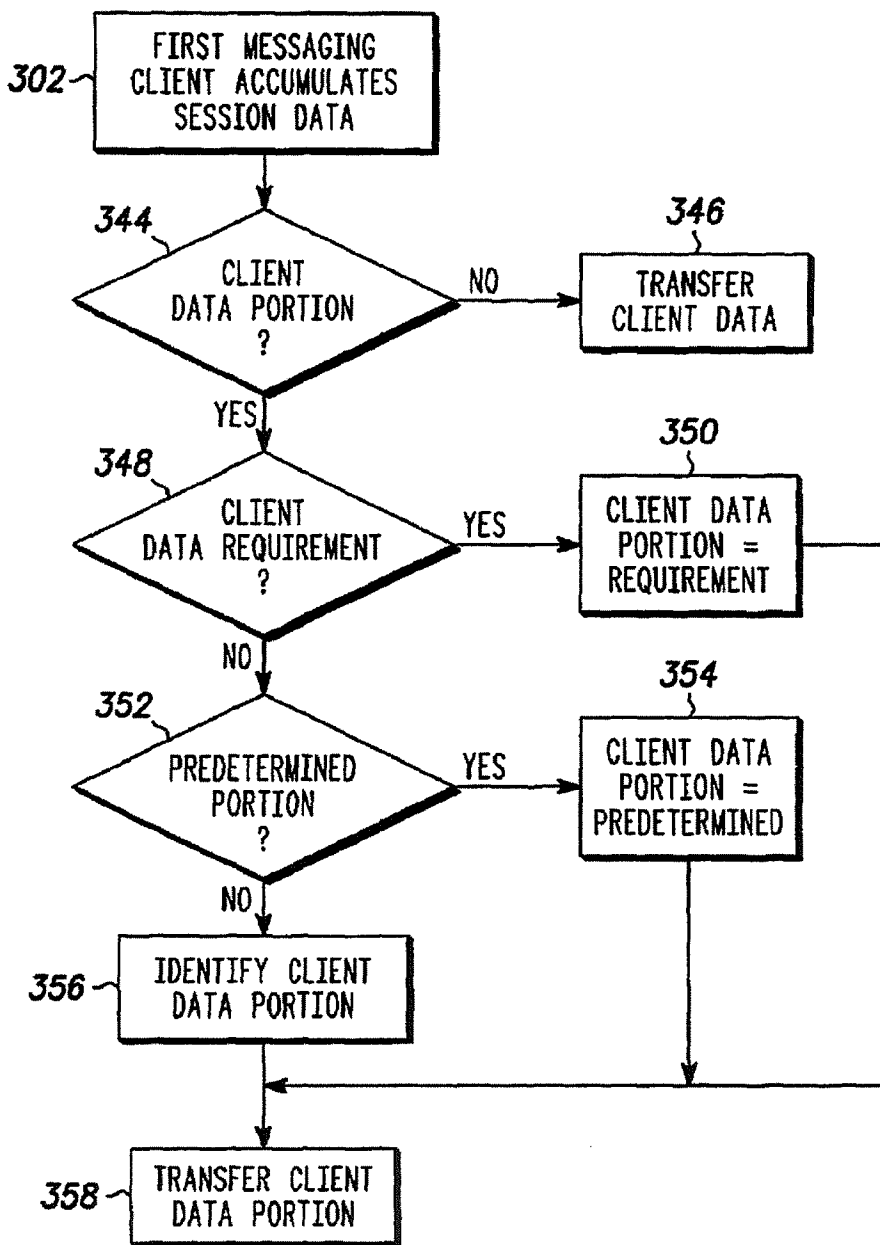 302
FIRST MESSAGING
CLIENT ACCUMULATES
SESSION DATA
344
CLIENT
DATA PORTION
?
NO
346
TRANSFER
CLIENT DATA
YES
348
CLIENT
DATA REQUIREMENT
?
YES
350
CLIENT DATA
PORTION =
REQUIREMENT
NO
352
PREDETERMINED
PORTION
?
YES
354
CLIENT DATA
PORTION =
PREDETERMINED
NO
356
IDENTIFY CLIENT
DATA PORTION
358
TRANSFER CLIENT
DATA PORTION